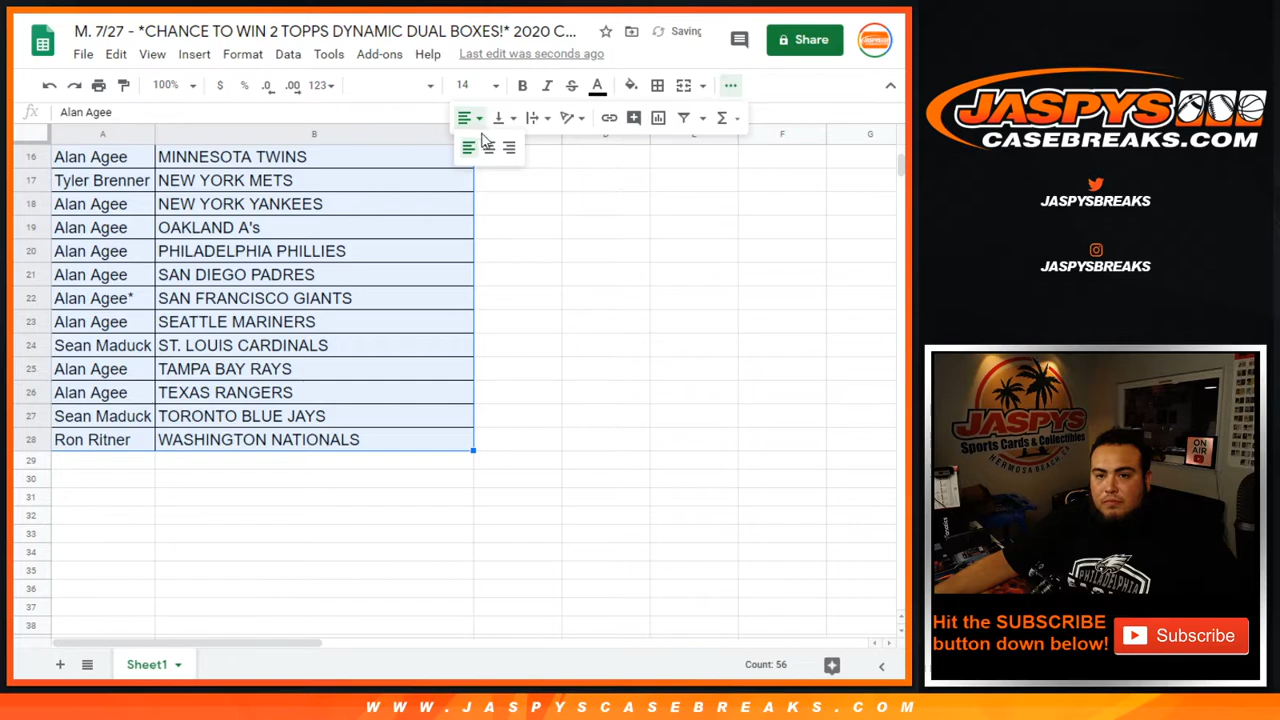 M. 7/27 - *CHANCE TO WIN 2 TOPPS DYNAMIC DUAL BOXES!* 2020 C...
Saving
Share
File Edit View Insert Format Data Tools Add-ons Help Last edit was seconds ago
100% $ % .0 .00 123 14 B I S A
fx Alan Agee
A B F G
16 Alan Agee MINNESOTA TWINS
17 Tyler Brenner NEW YORK METS
18 Alan Agee NEW YORK YANKEES
19 Alan Agee OAKLAND A's
20 Alan Agee PHILADELPHIA PHILLIES
21 Alan Agee SAN DIEGO PADRES
22 Alan Agee* SAN FRANCISCO GIANTS
23 Alan Agee SEATTLE MARINERS
24 Sean Maduck ST. LOUIS CARDINALS
25 Alan Agee TAMPA BAY RAYS
26 Alan Agee TEXAS RANGERS
27 Sean Maduck TORONTO BLUE JAYS
28 Ron Ritner WASHINGTON NATIONALS
29
30
31
32
33
34
35
36
37
38
Sheet1
Count: 56
JASPYS
CASEBREAKS.COM
JASPYSBREAKS
JASPYSBREAKS
JASPYS
Sports Cards & Collectibles
HERMOSA BEACH, CA
ON AIR
PHILADELPHIA
Hit the SUBSCRIBE
button down below!
Subscribe
WWW.JASPYSCASEBREAKS.COM